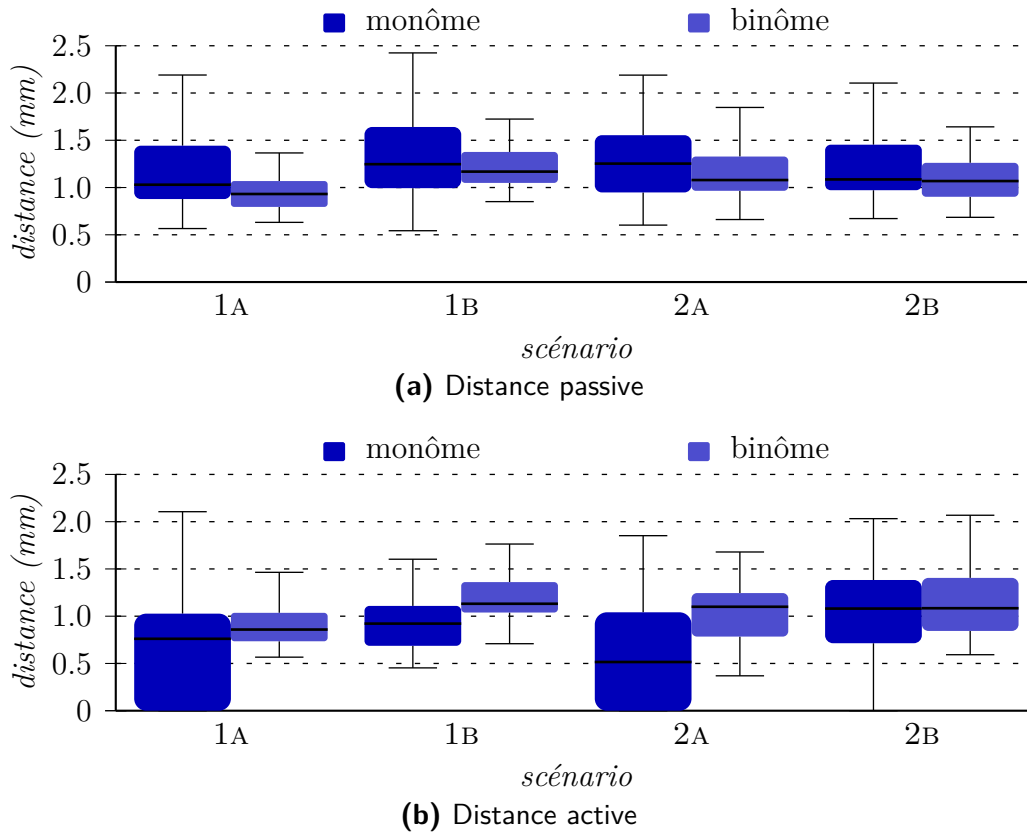 monôme binôme
2.5
2.0
1.5
1.0
0.5
0
distance (mm)
1A 1B 2A 2B
scénario
(a) Distance passive
monôme binôme
2.5
2.0
1.5
1.0
0.5
0
distance (mm)
1A 1B 2A 2B
scénario
(b) Distance active